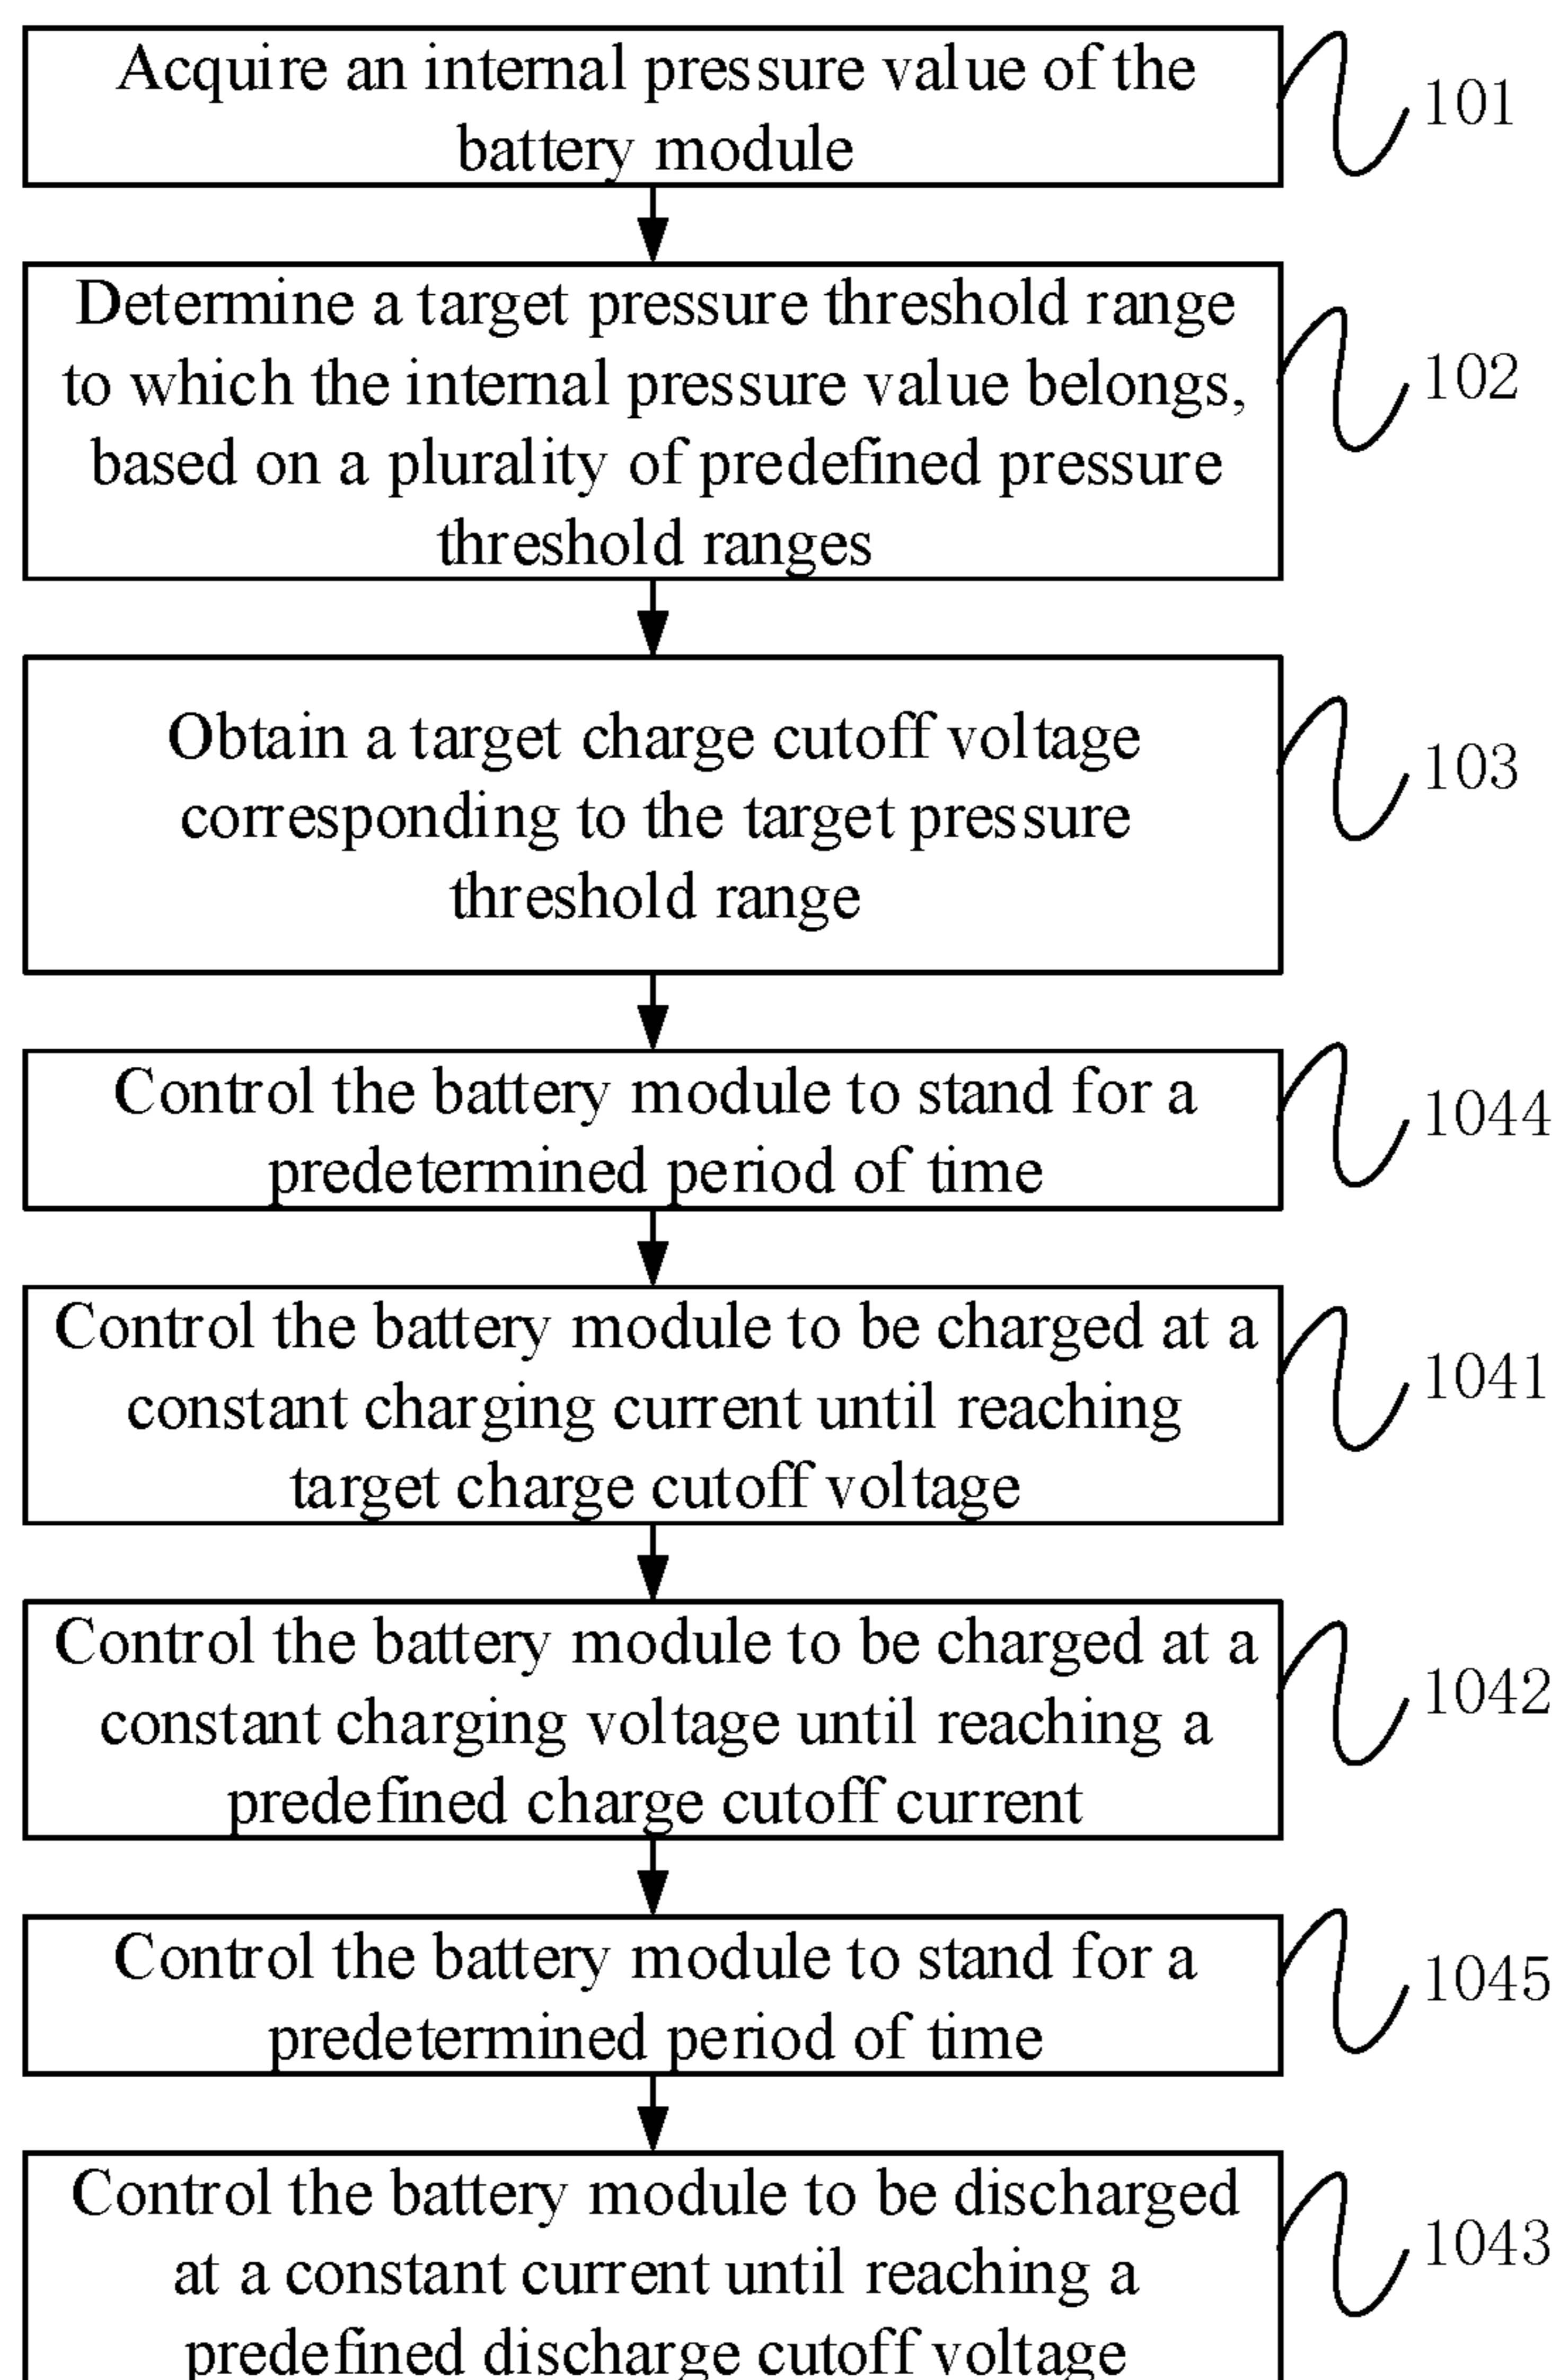 Acquire an internal pressure value of the
battery module
101
Determine a target pressure threshold range
to which the internal pressure value belongs,
based on a plurality of predefined pressure
threshold ranges
102
Obtain a target charge cutoff voltage
corresponding to the target pressure
threshold range
103
Control the battery module to stand for a
predetermined period of time
1044
Control the battery module to be charged at a
constant charging current until reaching
target charge cutoff voltage
1041
Control the battery module to be charged at a
constant charging voltage until reaching a
predefined charge cutoff current
1042
Control the battery module to stand for a
predetermined period of time
1045
Control the battery module to be discharged
at a constant current until reaching a
predefined discharge cutoff voltage
1043